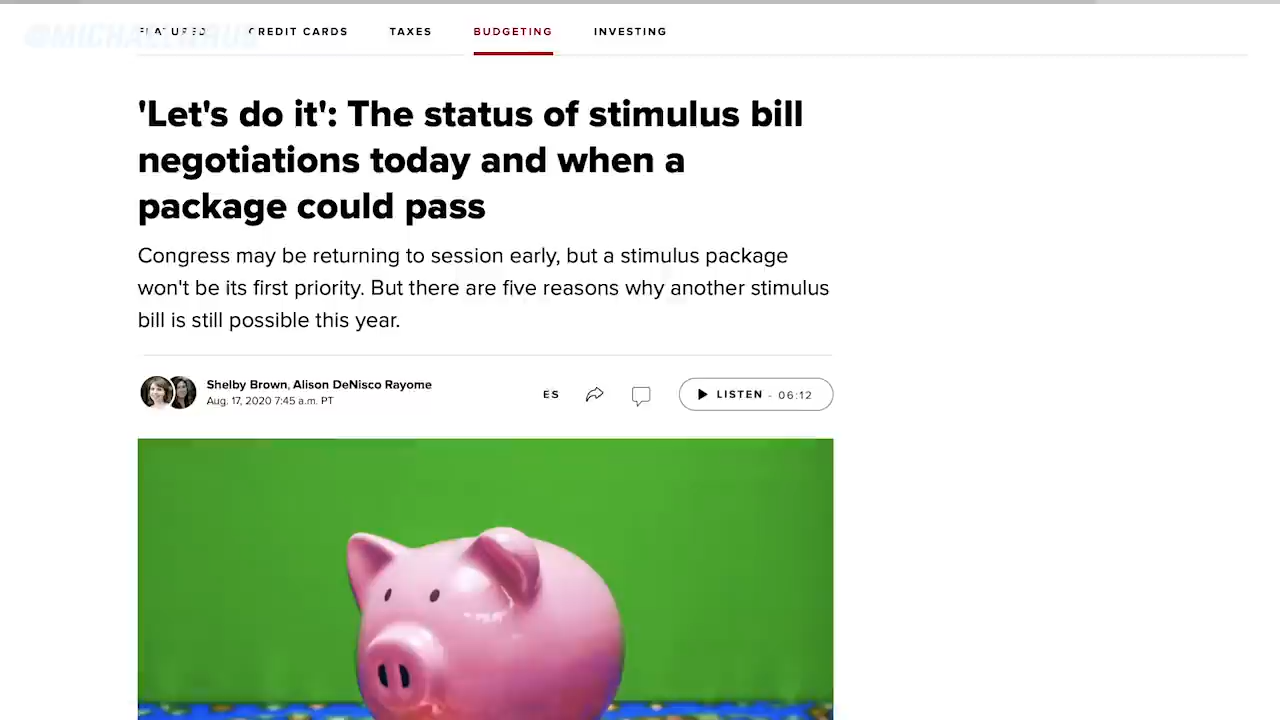 FEATURED CREDIT CARDS TAXES BUDGETING INVESTING
'Let's do it': The status of stimulus bill
negotiations today and when a
package could pass
Congress may be returning to session early, but a stimulus package
won't be its first priority. But there are five reasons why another stimulus
bill is still possible this year.
Shelby Brown, Alison DeNisco Rayome
Aug. 17, 2020 7:45 a.m. PT
ES
LISTEN - 06:12